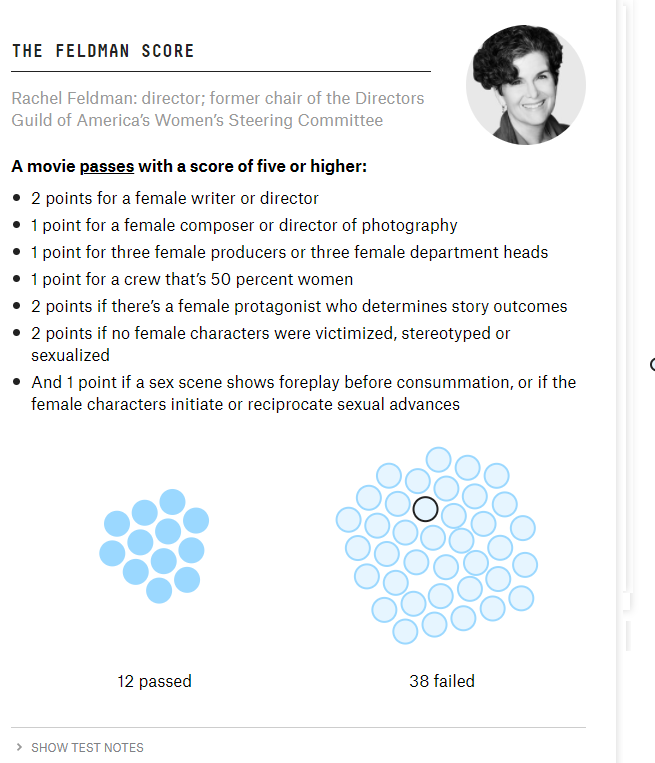 THE FELDMAN SCORE
Rachel Feldman: director; former chair of the Directors
Guild of America's Women's Steering Committee
A movie passes with a score of five or higher:
• 2 points for a female writer or director
• 1 point for a female composer or director of photography
• 1 point for three female producers or three female department heads
• 1 point for a crew that's 50 percent women
• 2 points if there's a female protagonist who determines story outcomes
• 2 points if no female characters were victimized, stereotyped or
sexualized
• And 1 point if a sex scene shows foreplay before consummation, or if the
female characters initiate or reciprocate sexual advances
12 passed
38 failed
> SHOW TEST NOTES